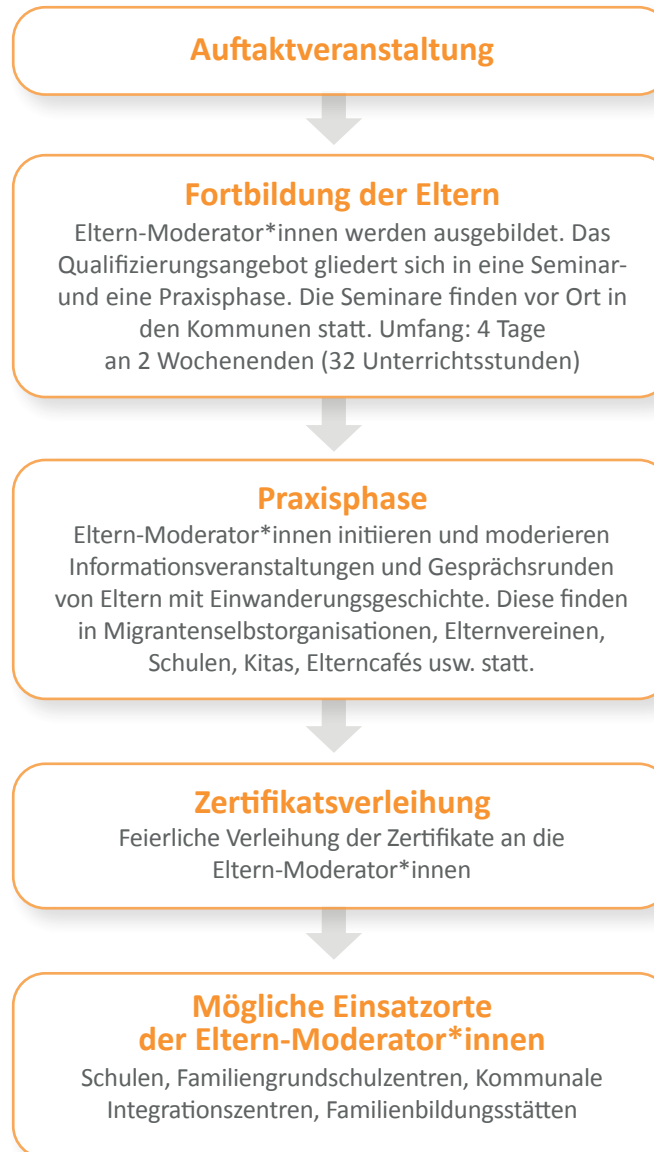 Auftaktveranstaltung
Fortbildung der Eltern
Eltern-Moderator*innen werden ausgebildet. Das
Qualifizierungsangebot gliedert sich in eine Seminar-
und eine Praxisphase. Die Seminare finden vor Ort in
den Kommunen statt. Umfang: 4 Tage
an 2 Wochenenden (32 Unterrichtsstunden)
Praxisphase
Eltern-Moderator*innen initiieren und moderieren
Informationsveranstaltungen und Gesprächsrunden
von Eltern mit Einwanderungsgeschichte. Diese finden
in Migrantenselbstorganisationen, Elternvereinen,
Schulen, Kitas, Elterncafés usw. statt.
Zertifikatsverleihung
Feierliche Verleihung der Zertifikate an die
Eltern-Moderator*innen
Mögliche Einsatzorte
der Eltern-Moderator*innen
Schulen, Familiengrundschulzentren, Kommunale
Integrationszentren, Familienbildungsstätten